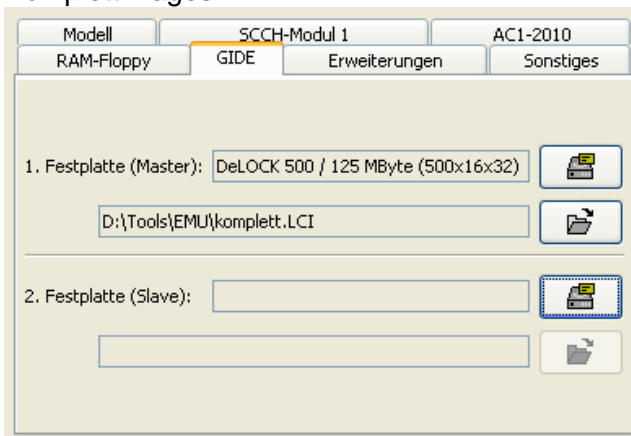 Modell SCCH-Modul 1 AC1-2010
RAM-Floppy GIDE Erweiterungen Sonstiges
1. Festplatte (Master): DeLOCK 500 / 125 MByte (500x16x32)
D:\Tools\EMU\komplett.LCI
2. Festplatte (Slave):